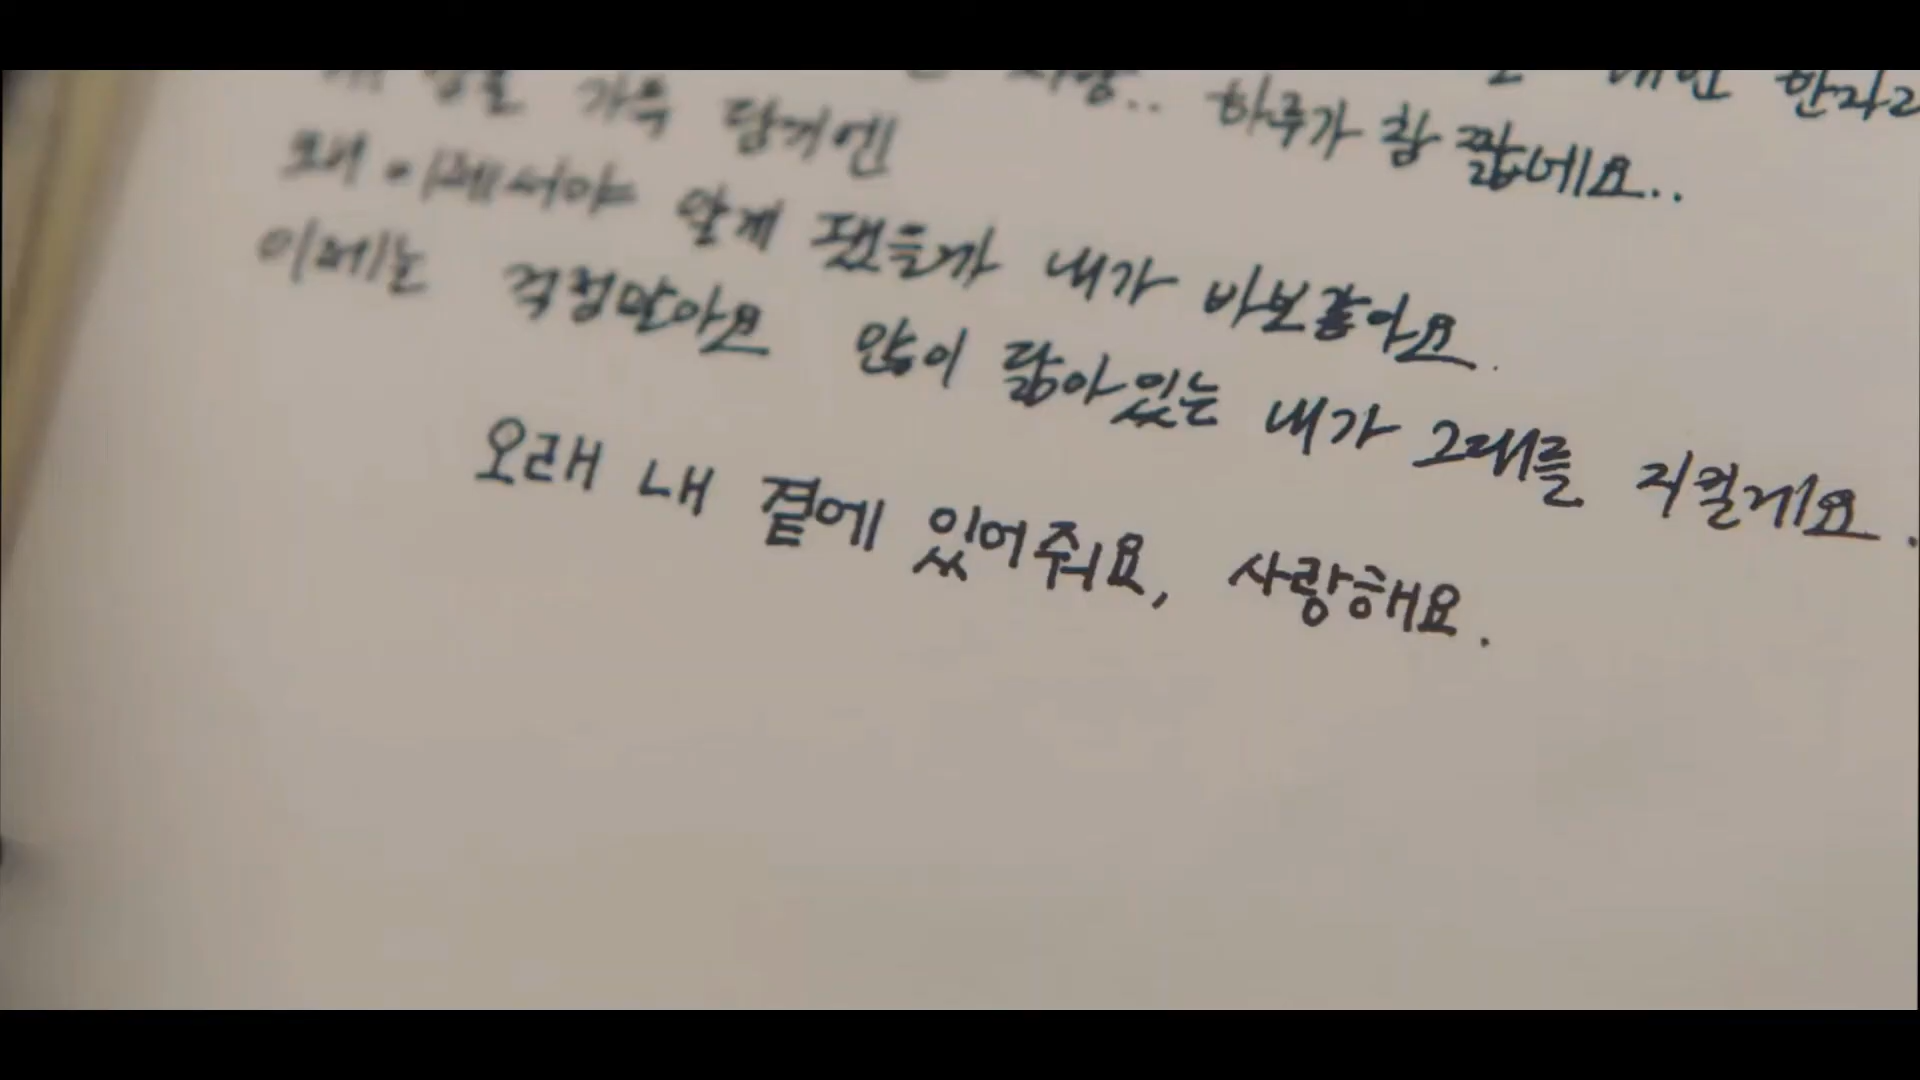 하루가 참 짧네요..
가득 담기엔
왜 이제서야 알게 됐을까 내가 바보같아요.
이제는 걱정말아요 많이 닮아있는 내가 그대를 지킬게요.
오래 내 곁에 있어줘요, 사랑해요.